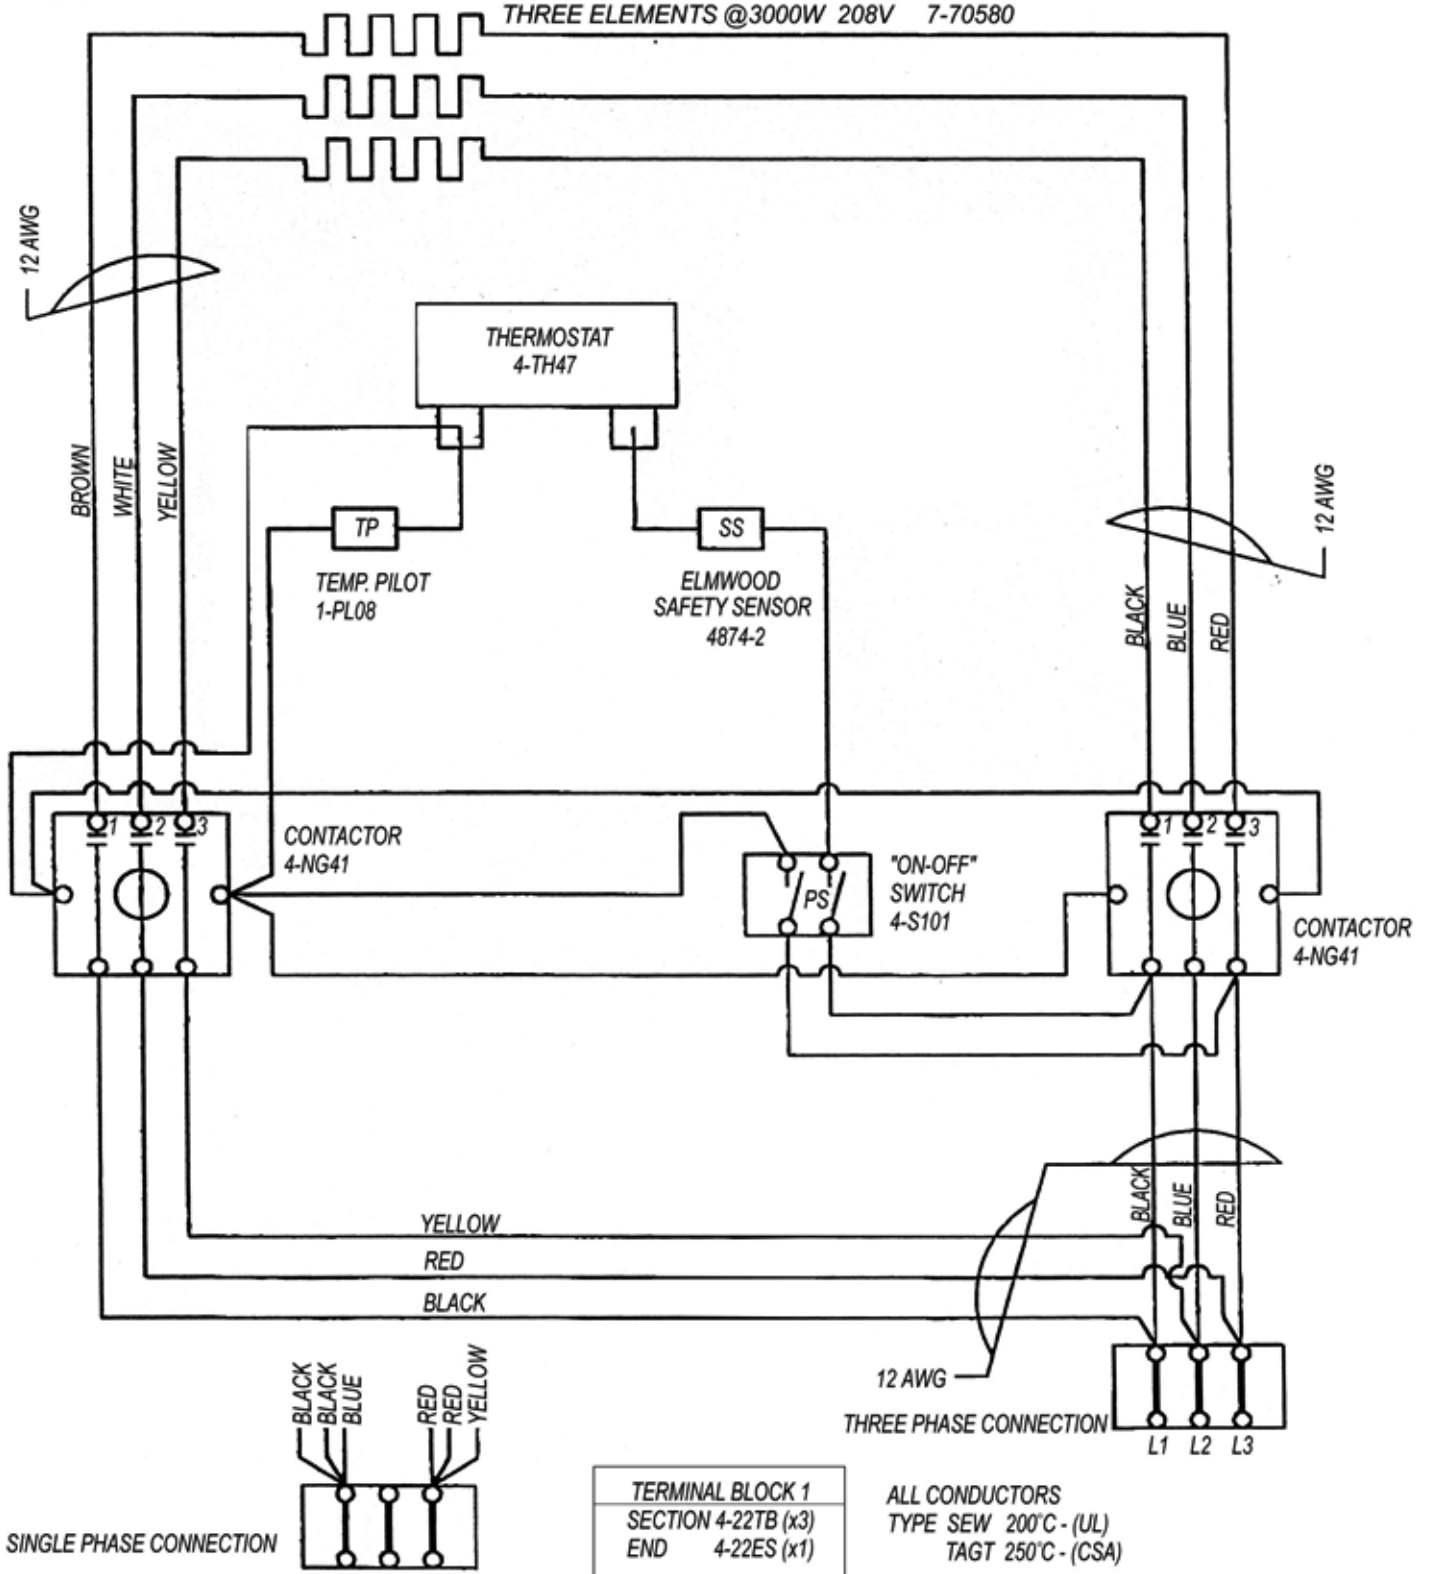 THREE ELEMENTS @3000W 208V 7-70580
12 AWG
THERMOSTAT
4-TH47
BROWN
WHITE
YELLOW
TP
SS
12 AWG
TEMP. PILOT
1-PL08
ELMWOOD
SAFETY SENSOR
4874-2
BLACK
BLUE
RED
1 2 3
CONTACTOR
4-NG41
PS
"ON-OFF"
SWITCH
4-S101
1 2 3
CONTACTOR
4-NG41
BLACK
BLUE
RED
YELLOW
RED
BLACK
12 AWG
THREE PHASE CONNECTION
L1 L2 L3
BLACK
BLACK
BLUE
RED
RED
YELLOW
SINGLE PHASE CONNECTION
TERMINAL BLOCK 1
SECTION 4-22TB (x3)
END 4-22ES (x1)
ALL CONDUCTORS
TYPE SEW 200°C - (UL)
TAGT 250°C - (CSA)